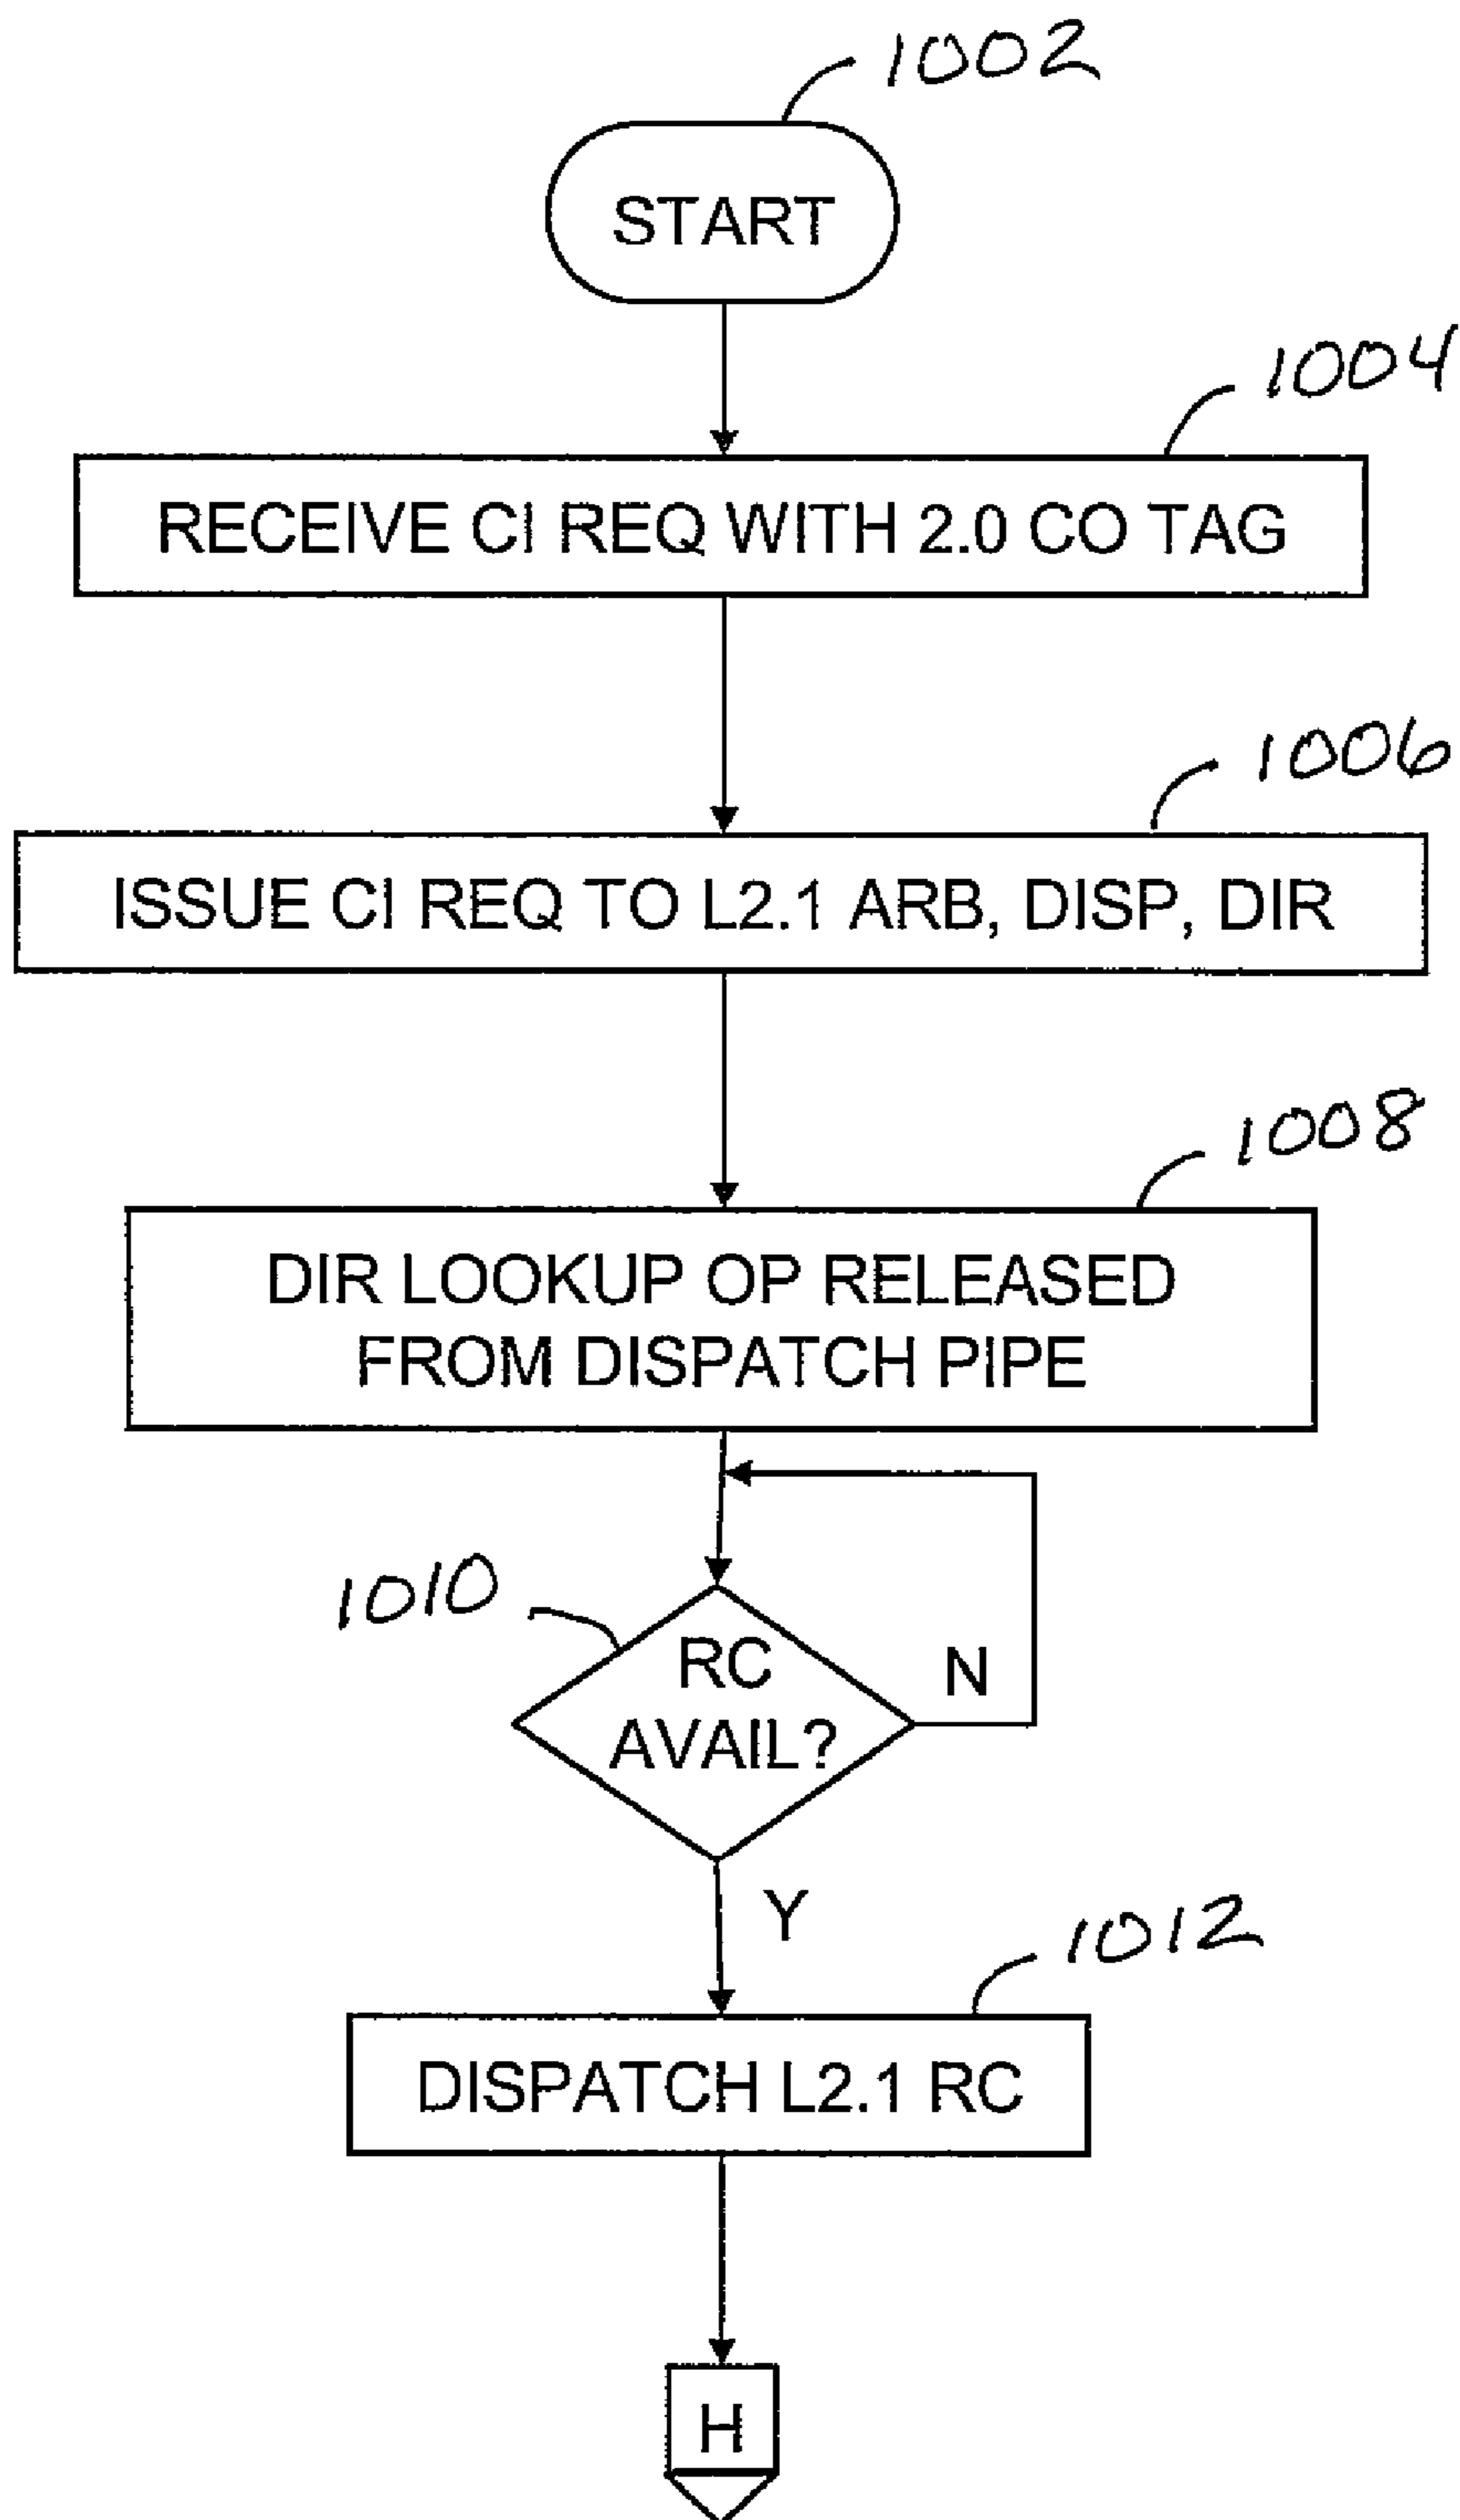 1002
START
1004
RECEIVE CI REQ WITH 2.0 CO TAG
1006
ISSUE CI REQ TO L2.1 ARB, DISP, DIR
1008
DIR LOOKUP OP RELEASED
FROM DISPATCH PIPE
1010
RC
AVAIL?
N
Y
1012
DISPATCH L2.1 RC
H